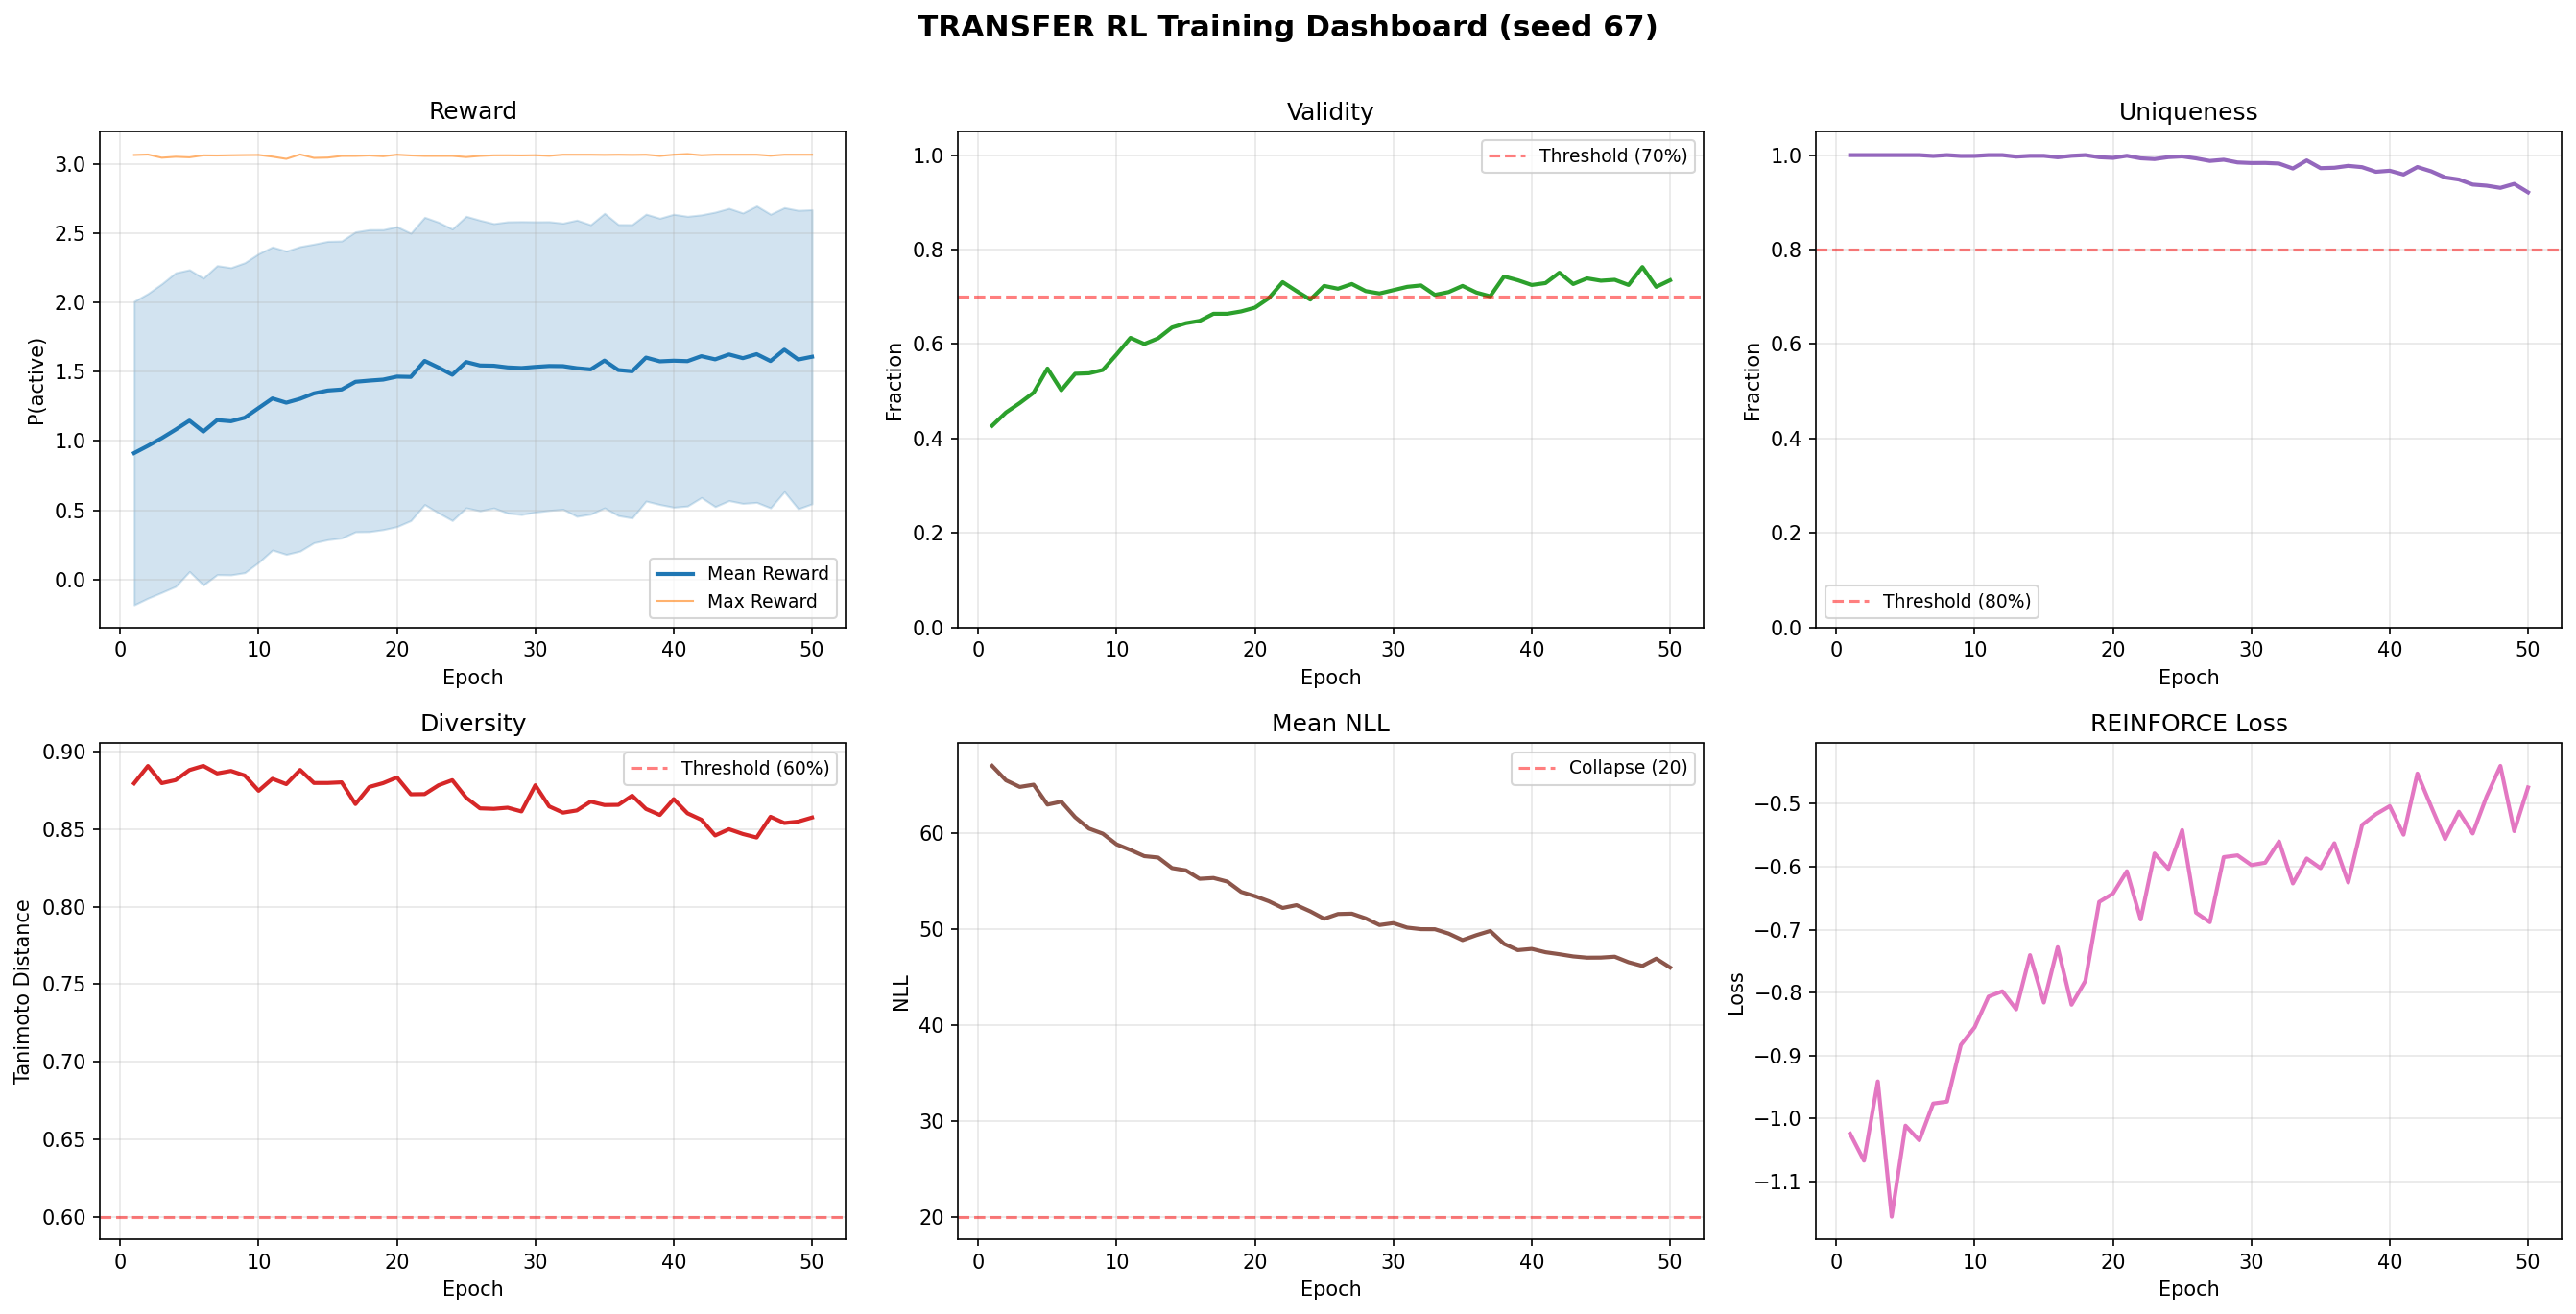 TRANSFER RL Training Dashboard (seed 67)
Reward
P(active)
3.0
2.5
2.0
1.5
1.0
0.5
0.0
Mean Reward
Max Reward
0 10 20 30 40 50
Epoch
Validity
Fraction
1.0
0.8
0.6
0.4
0.2
0.0
Threshold (70%)
0 10 20 30 40 50
Epoch
Uniqueness
Fraction
1.0
0.8
0.6
0.4
0.2
0.0
Threshold (80%)
0 10 20 30 40 50
Epoch
Diversity
Tanimoto Distance
0.90
0.85
0.80
0.75
0.70
0.65
0.60
Threshold (60%)
0 10 20 30 40 50
Epoch
Mean NLL
NLL
60
50
40
30
20
Collapse (20)
0 10 20 30 40 50
Epoch
REINFORCE Loss
Loss
−0.5
−0.6
−0.7
−0.8
−0.9
−1.0
−1.1
0 10 20 30 40 50
Epoch